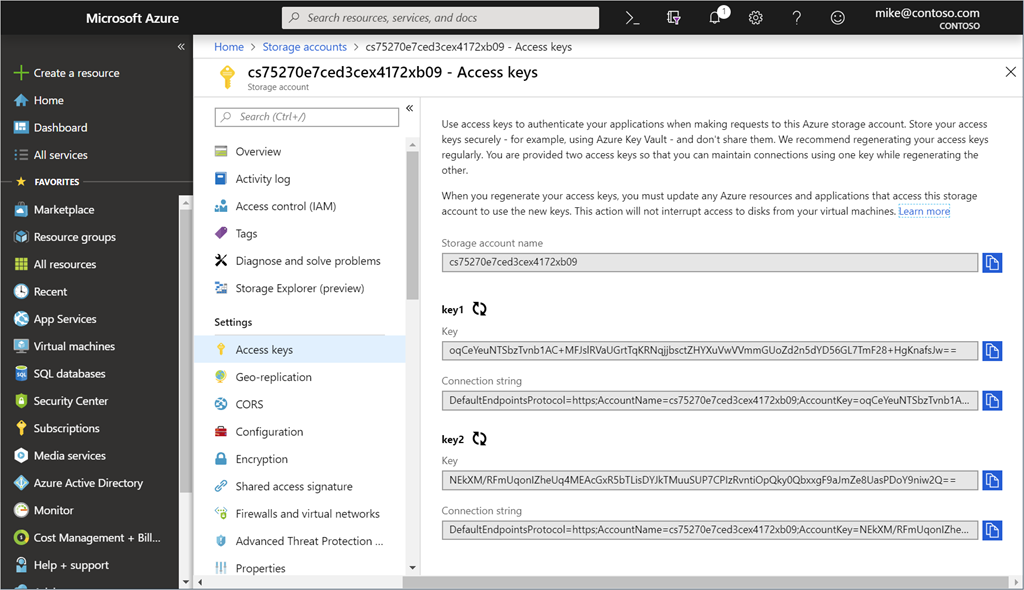 Microsoft Azure
Search resources, services, and docs
1
mike@contoso.com
CONTOSO
«
Create a resource
Home
Dashboard
All services
FAVORITES
Marketplace
Resource groups
All resources
Recent
App Services
Virtual machines
SQL databases
Security Center
Subscriptions
Media services
Azure Active Directory
Monitor
Cost Management + Bill...
Help + support
Home > Storage accounts > cs75270e7ced3cex4172xb09 - Access keys
cs75270e7ced3cex4172xb09 - Access keys
Storage account
Search (Ctrl+/)
«
Overview
Activity log
Access control (IAM)
Tags
Diagnose and solve problems
Storage Explorer (preview)
Settings
Access keys
Geo-replication
CORS
Configuration
Encryption
Shared access signature
Firewalls and virtual networks
Advanced Threat Protection ...
Properties
Use access keys to authenticate your applications when making requests to this Azure storage account. Store your access
keys securely - for example, using Azure Key Vault - and don't share them. We recommend regenerating your access keys
regularly. You are provided two access keys so that you can maintain connections using one key while regenerating the
other.
When you regenerate your access keys, you must update any Azure resources and applications that access this storage
account to use the new keys. This action will not interrupt access to disks from your virtual machines. Learn more
Storage account name
cs75270e7ced3cex4172xb09
key1
Key
oqCeYeuNTSbzTvnb1AC+MFJslRVaUGrtTqKRNqjjbsctZHYXuVwVVmmGUoZd2n5dYD56GL7TmF28+HgKnafsJw==
Connection string
DefaultEndpointsProtocol=https;AccountName=cs75270e7ced3cex4172xb09;AccountKey=oqCeYeuNTSbzTvnb1A...
key2
Key
NEkXM/RFmUqonIZheUq4MEAcGxR5bTLisDYJkTMuuSUP7CPIzRvntiOpQky0QbxxgF9aJmZe8UasPDoY9niw2Q==
Connection string
DefaultEndpointsProtocol=https;AccountName=cs75270e7ced3cex4172xb09;AccountKey=NEkXM/RFmUqonIZhe...